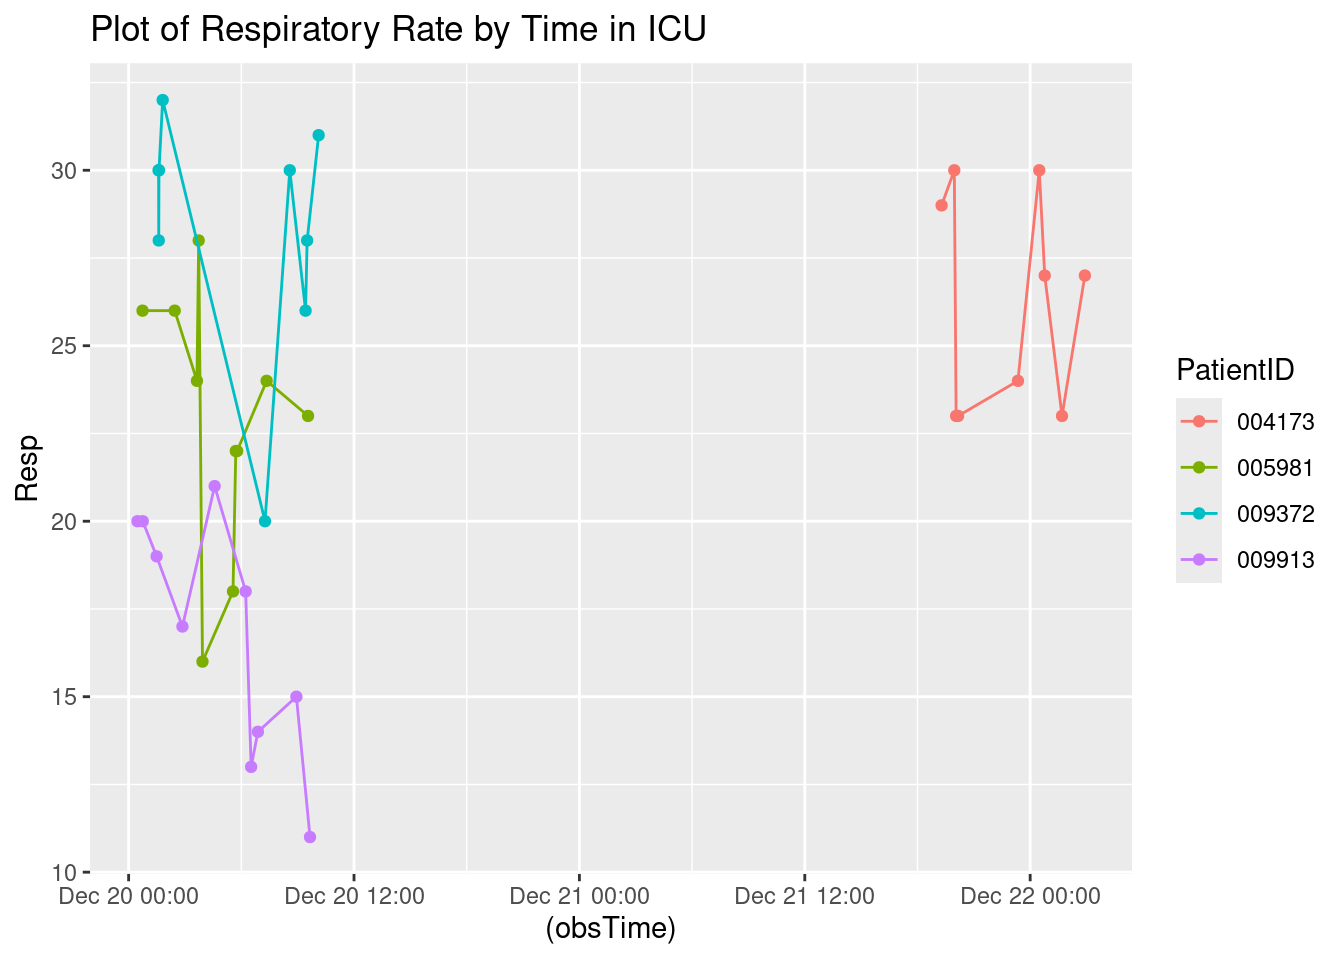 Plot of Respiratory Rate by Time in ICU
Resp
30
25
20
15
10
Dec 20 00:00 Dec 20 12:00 Dec 21 00:00 Dec 21 12:00 Dec 22 00:00
(obsTime)
PatientID
004173
005981
009372
009913